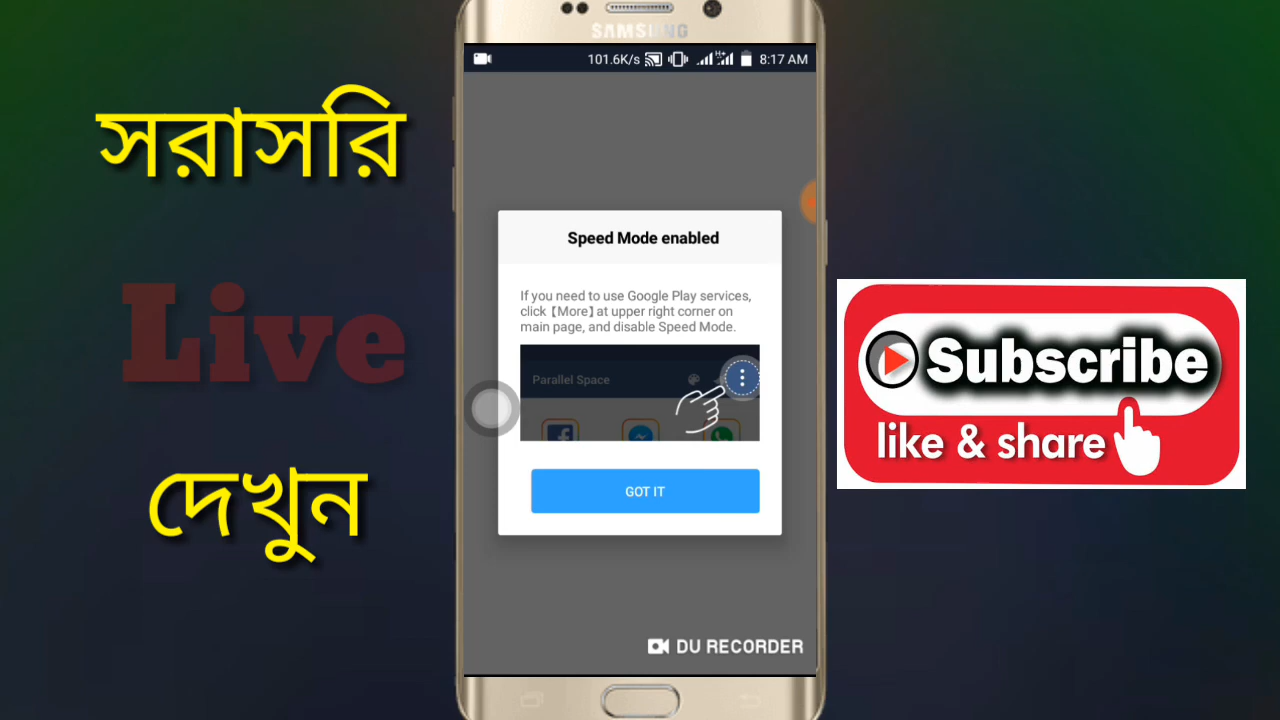 সরাসরি
Live
দেখুন
SAMSUNG
101.6K/s
H+
8:17 AM
Speed Mode enabled
If you need to use Google Play services,
click【More】at upper right corner on
main page, and disable Speed Mode.
Parallel Space
GOT IT
DU RECORDER
Subscribe
like & share